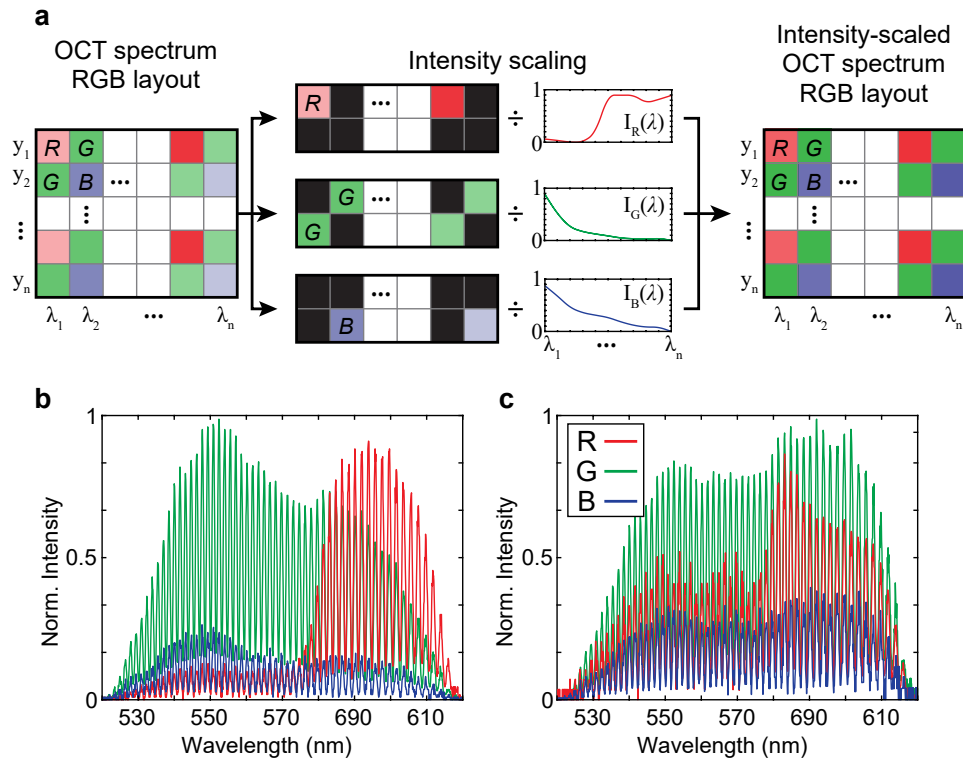 a
OCT spectrum
RGB layout
Intensity scaling
Intensity-scaled
OCT spectrum
RGB layout
y1 R G
y2 G B ...
...
yn
λ1 λ2 ... λn
R ... ÷ 1 IR(λ) 0
G ... G ÷ 1 IG(λ) 0
... B ÷ 1 IB(λ) 0
λ1 ... λn
y1 R G
y2 G B ...
...
yn
λ1 λ2 ... λn
b
1
0.5
0
Norm. Intensity
530 550 570 690 610
Wavelength (nm)
c
R
G
B
1
0.5
0
Norm. Intensity
530 550 570 690 610
Wavelength (nm)